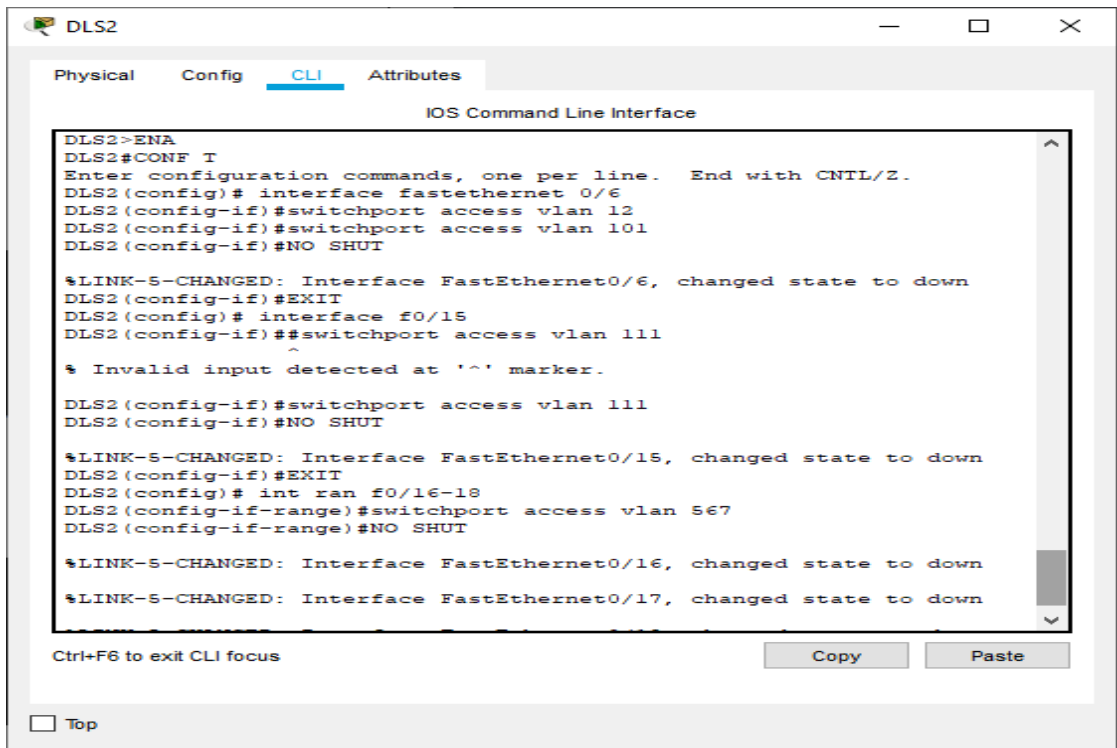 DLS2
Physical Config CLI Attributes
IOS Command Line Interface
DLS2>ENA
DLS2#CONF T
Enter configuration commands, one per line. End with CNTL/Z.
DLS2(config)# interface fastethernet 0/6
DLS2(config-if)#switchport access vlan 12
DLS2(config-if)#switchport access vlan 101
DLS2(config-if)#NO SHUT
%LINK-5-CHANGED: Interface FastEthernet0/6, changed state to down
DLS2(config-if)#EXIT
DLS2(config)# interface f0/15
DLS2(config-if)##switchport access vlan 111
^
% Invalid input detected at '^' marker.
DLS2(config-if)#switchport access vlan 111
DLS2(config-if)#NO SHUT
%LINK-5-CHANGED: Interface FastEthernet0/15, changed state to down
DLS2(config-if)#EXIT
DLS2(config)# int ran f0/16-18
DLS2(config-if-range)#switchport access vlan 567
DLS2(config-if-range)#NO SHUT
%LINK-5-CHANGED: Interface FastEthernet0/16, changed state to down
%LINK-5-CHANGED: Interface FastEthernet0/17, changed state to down
Ctrl+F6 to exit CLI focus
Copy Paste
Top